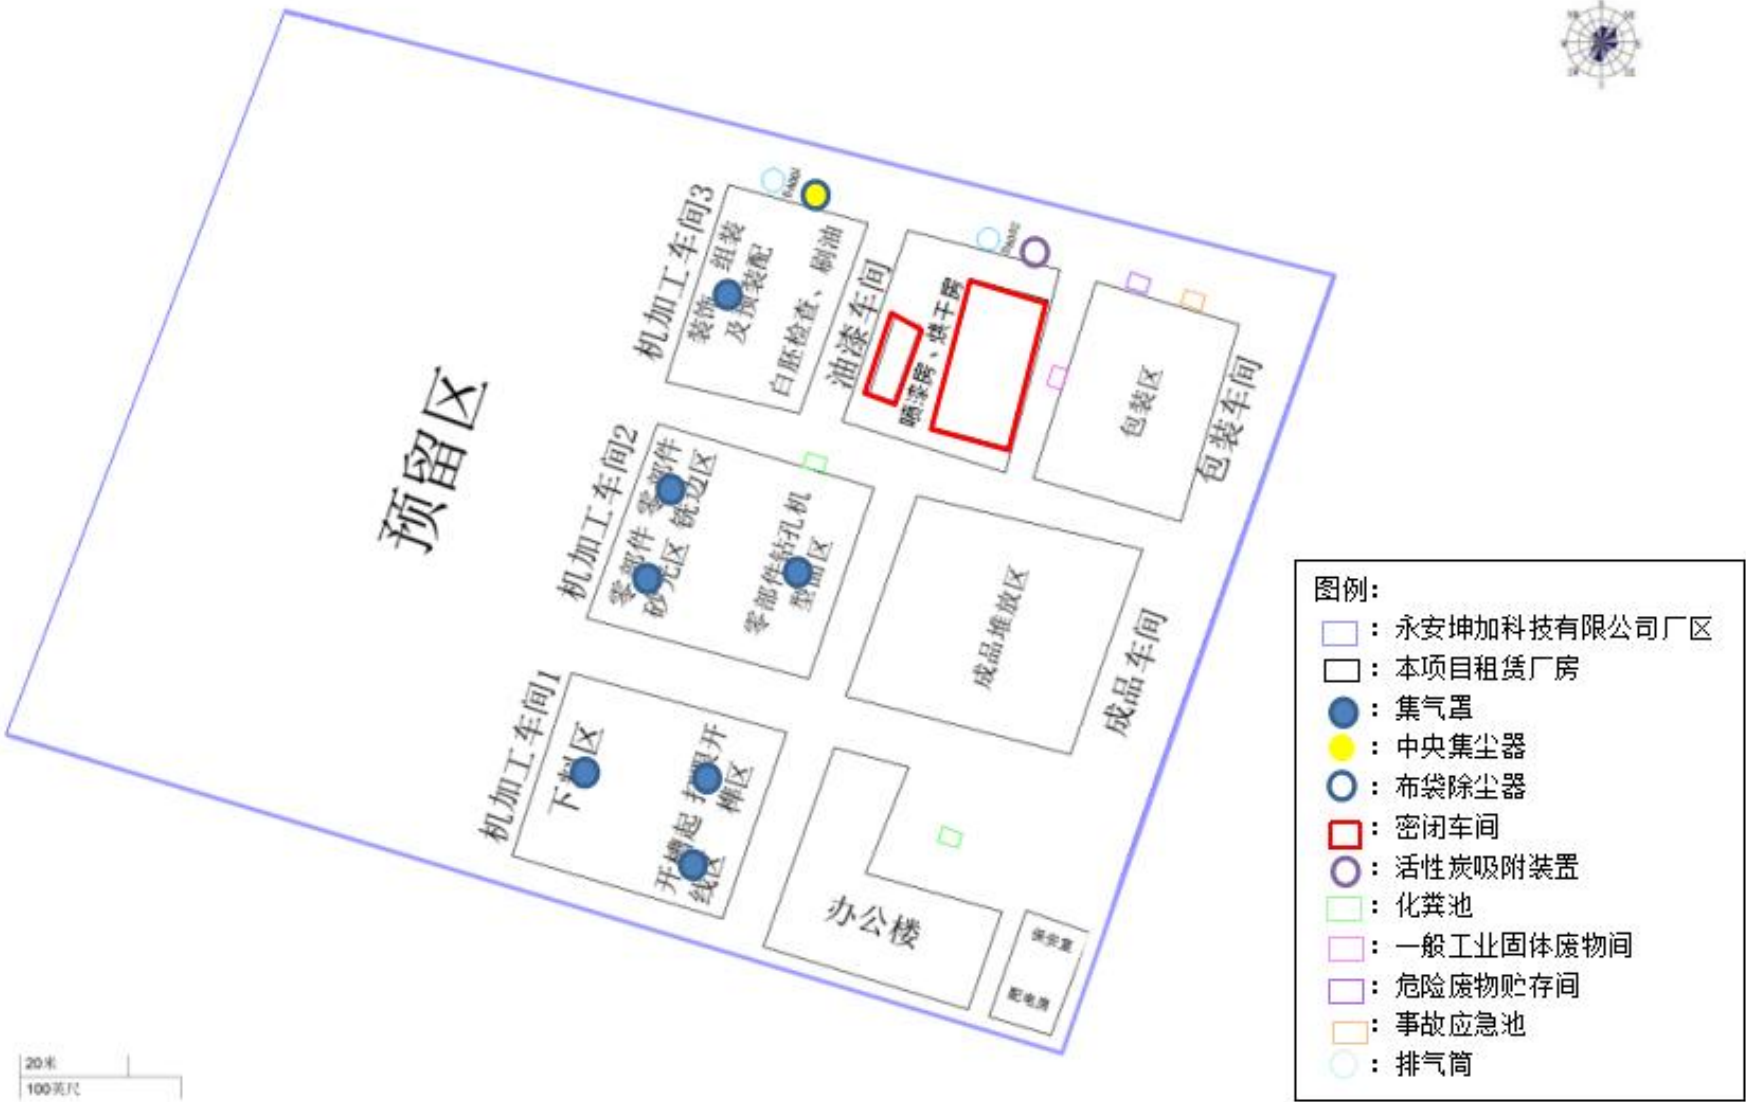 预留区
机加工车间3
装饰、组装
及预装配
白胚检查、刷油
油漆车间
喷漆房、烘干房
包装区
包装车间
机加工车间2
零部件
铣边区
零部件
砂光区
零部件钻孔机
型面区
成品堆放区
成品车间
机加工车间1
下料区
开
榫区
开槽起
线区
办公楼
保安室
配电房
图例：
：永安坤加科技有限公司厂区
：本项目租赁厂房
：集气罩
：中央集尘器
：布袋除尘器
：密闭车间
：活性炭吸附装置
：化粪池
：一般工业固体废物间
：危险废物贮存间
：事故应急池
：排气筒
20米
100英尺